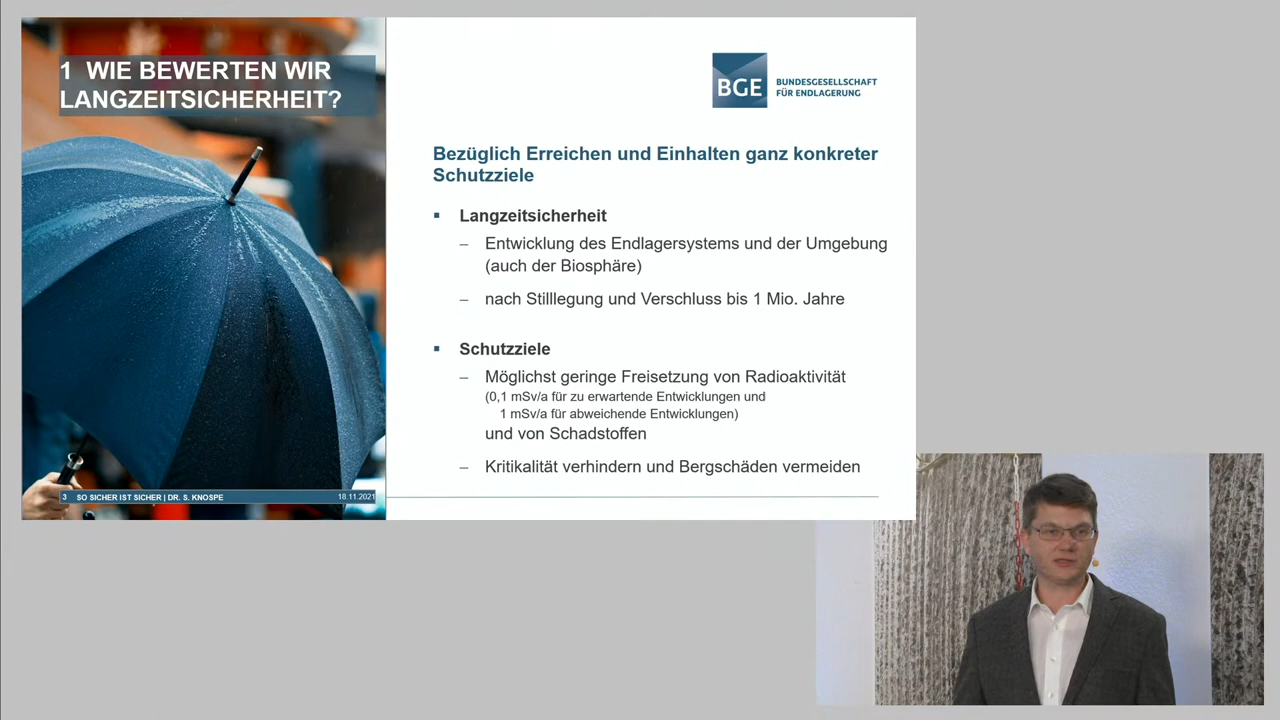 1 WIE BEWERTEN WIR
LANGZEITSICHERHEIT?
BGE
BUNDESGESELLSCHAFT
FÜR ENDLAGERUNG
Bezüglich Erreichen und Einhalten ganz konkreter
Schutzziele
▪ Langzeitsicherheit
– Entwicklung des Endlagersystems und der Umgebung
(auch der Biosphäre)
– nach Stilllegung und Verschluss bis 1 Mio. Jahre
▪ Schutzziele
– Möglichst geringe Freisetzung von Radioaktivität
(0,1 mSv/a für zu erwartende Entwicklungen und
1 mSv/a für abweichende Entwicklungen)
und von Schadstoffen
– Kritikalität verhindern und Bergschäden vermeiden
3 SO SICHER IST SICHER | DR. S. KNOSPE
18.11.2021